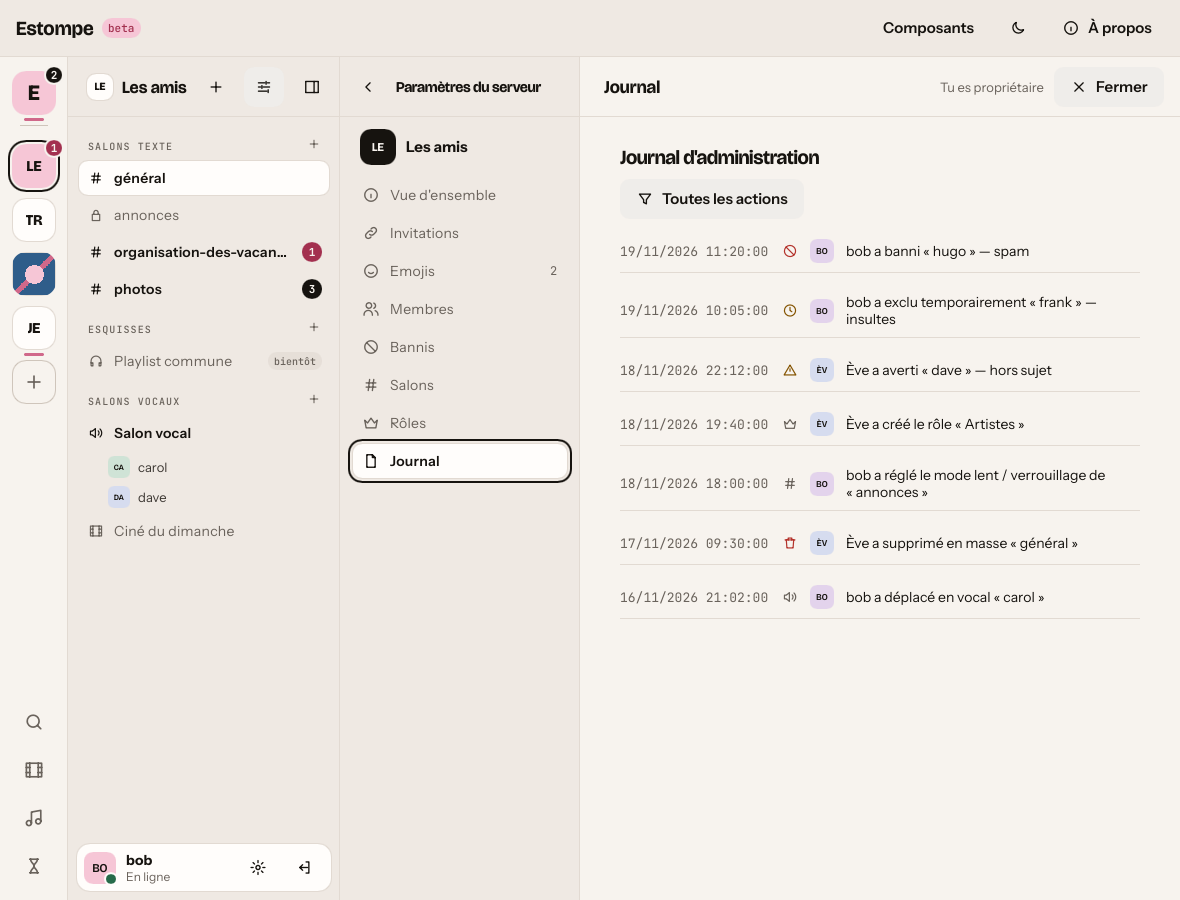 Estompe beta
Composants
À propos
E 2
LE 1
TR
JE
LE Les amis
SALONS TEXTE
# général
annonces
# organisation-des-vacan... 1
# photos 3
ESQUISSES
Playlist commune bientôt
SALONS VOCAUX
Salon vocal
CA carol
DA dave
Ciné du dimanche
BO bob
En ligne
Paramètres du serveur
LE Les amis
Vue d'ensemble
Invitations
Emojis 2
Membres
Bannis
Salons
Rôles
Journal
Journal
Tu es propriétaire
Fermer
Journal d'administration
Toutes les actions
19/11/2026 11:20:00 BO bob a banni « hugo » — spam
19/11/2026 10:05:00 BO bob a exclu temporairement « frank » —
insultes
18/11/2026 22:12:00 ÈV Ève a averti « dave » — hors sujet
18/11/2026 19:40:00 ÈV Ève a créé le rôle « Artistes »
18/11/2026 18:00:00 BO bob a réglé le mode lent / verrouillage de
« annonces »
17/11/2026 09:30:00 ÈV Ève a supprimé en masse « général »
16/11/2026 21:02:00 BO bob a déplacé en vocal « carol »